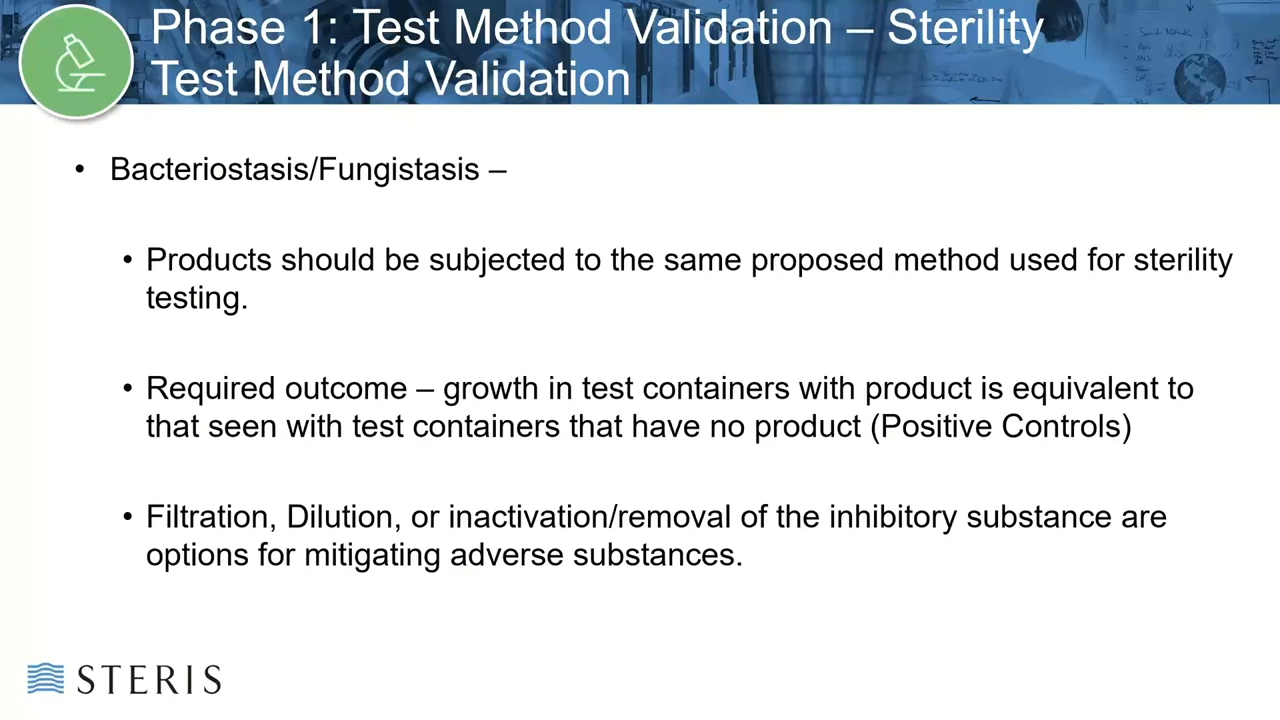 Phase 1: Test Method Validation – Sterility
Test Method Validation
• Bacteriostasis/Fungistasis –
• Products should be subjected to the same proposed method used for sterility
testing.
• Required outcome – growth in test containers with product is equivalent to
that seen with test containers that have no product (Positive Controls)
• Filtration, Dilution, or inactivation/removal of the inhibitory substance are
options for mitigating adverse substances.
STERIS